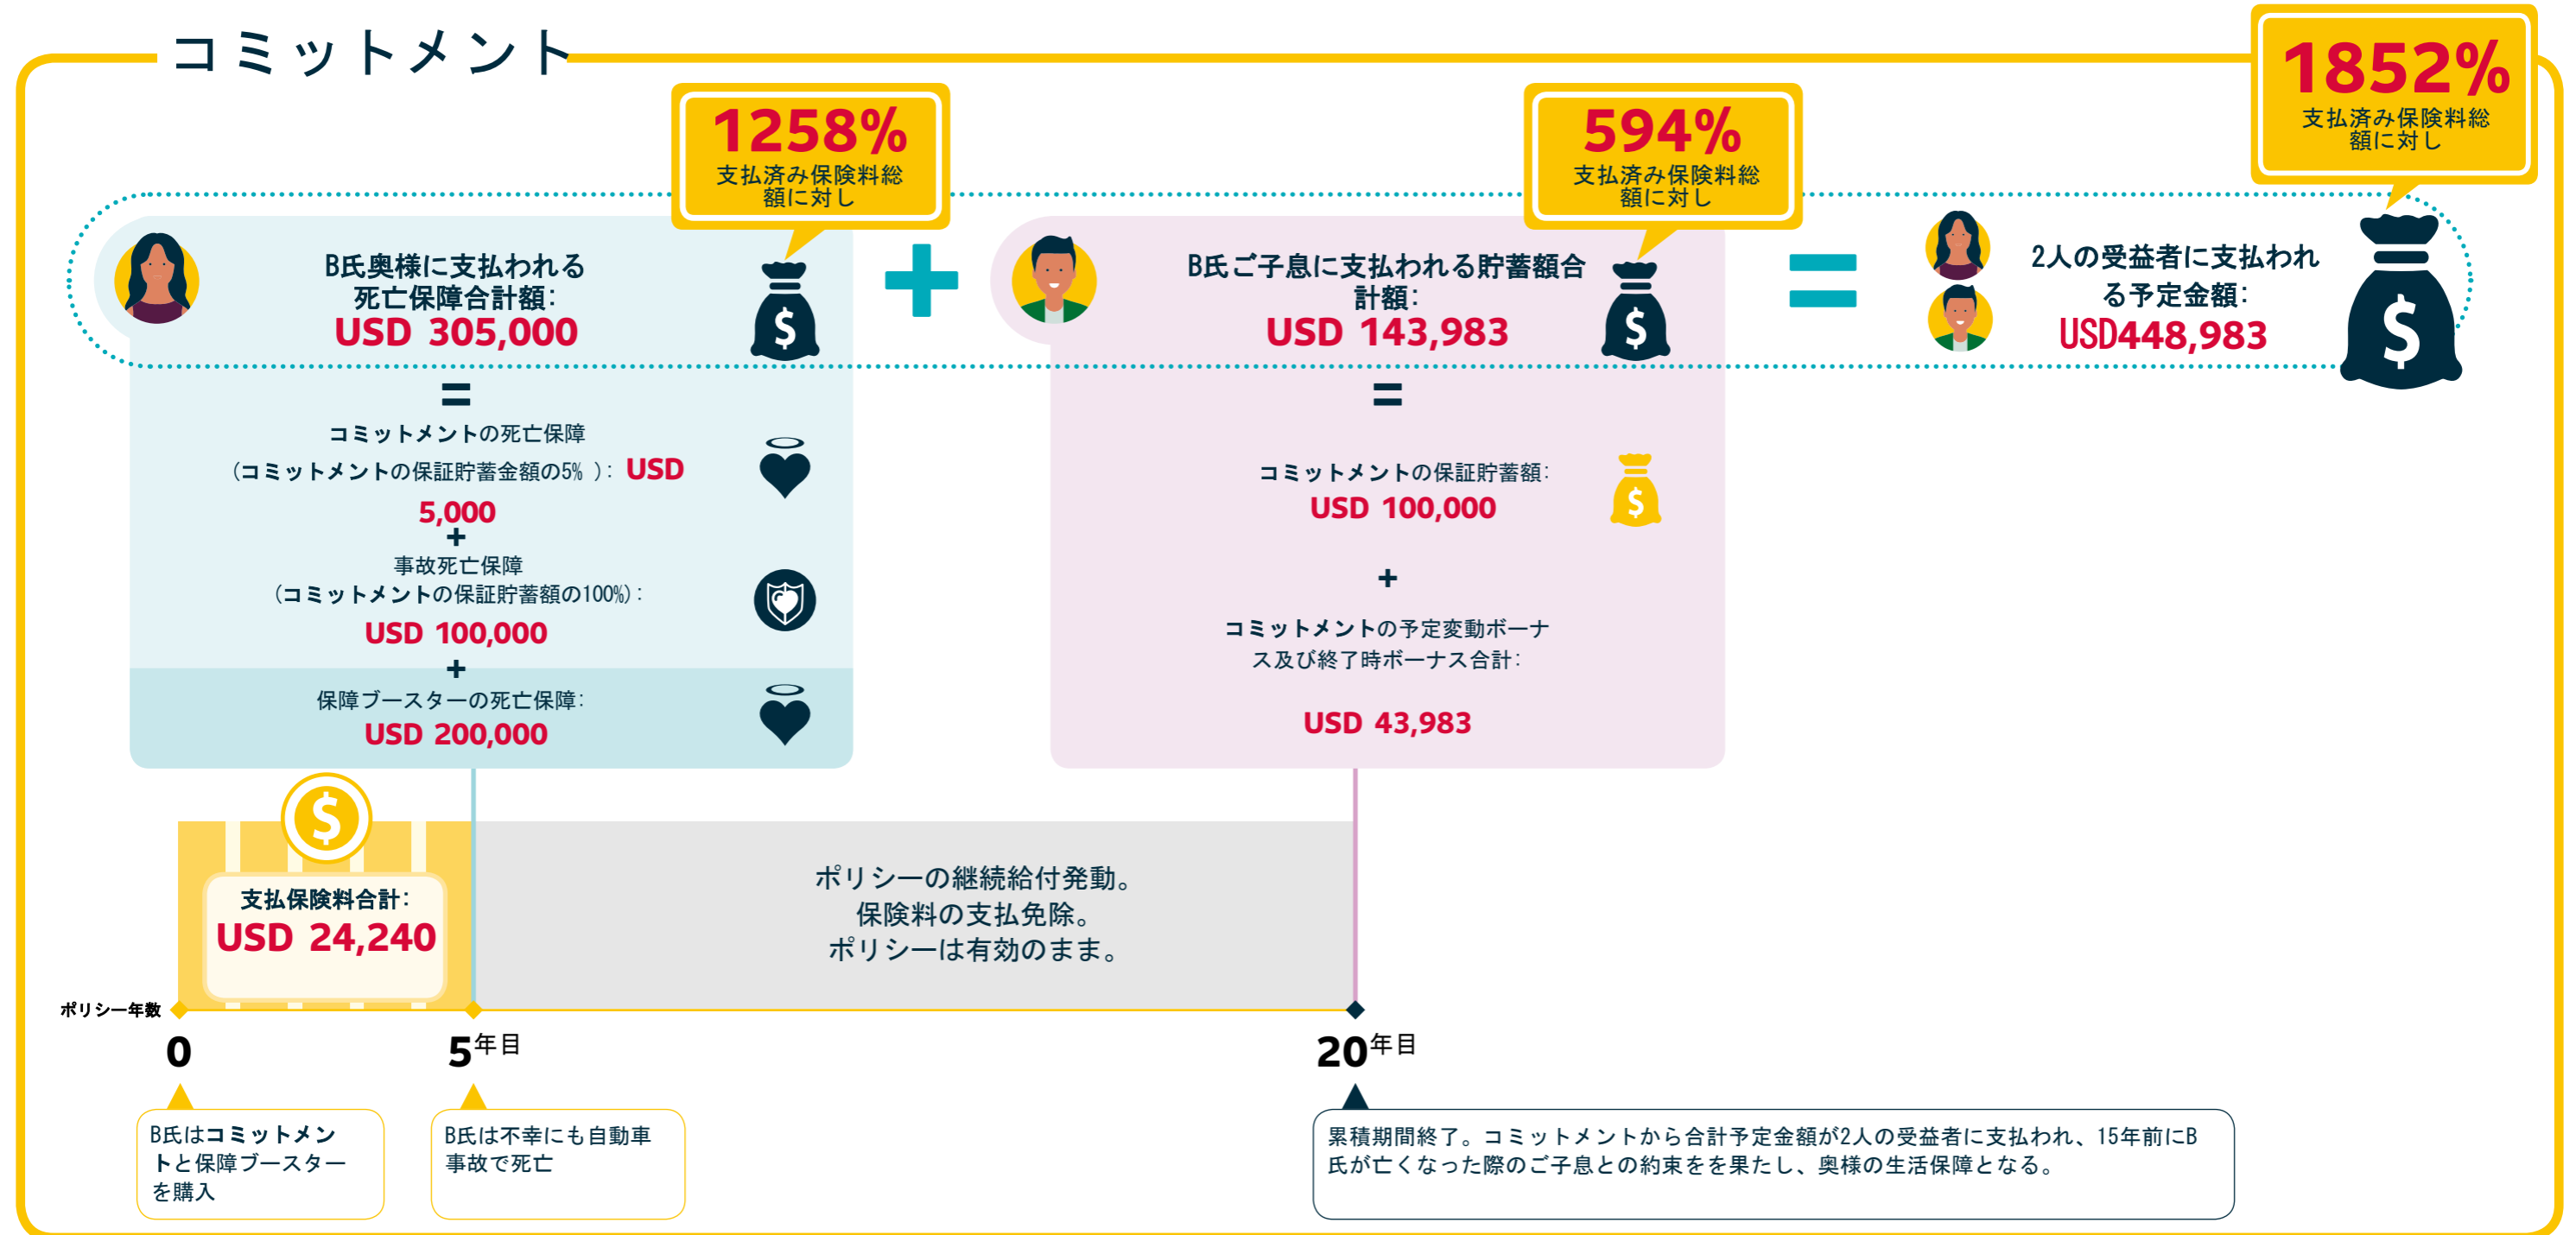 コミットメント
1258%
支払済み保険料総
額に対し
594%
支払済み保険料総
額に対し
1852%
支払済み保険料総
額に対し
B氏奥様に支払われる
死亡保障合計額:
USD 305,000
$
+
B氏ご子息に支払われる貯蓄額合
計額:
USD 143,983
$
=
2人の受益者に支払われ
る予定金額:
USD448,983
$
=
コミットメントの死亡保障
(コミットメントの保証貯蓄金額の5% ): USD
5,000
+
事故死亡保障
(コミットメントの保証貯蓄額の100%):
USD 100,000
+
保障ブースターの死亡保障:
USD 200,000
=
コミットメントの保証貯蓄額:
USD 100,000
$
+
コミットメントの予定変動ボーナ
ス及び終了時ボーナス合計:
USD 43,983
$
支払保険料合計:
USD 24,240
ポリシーの継続給付発動。
保険料の支払免除。
ポリシーは有効のまま。
ポリシー年数
0
5年目
20年目
B氏はコミットメン
トと保障ブースター
を購入
B氏は不幸にも自動車
事故で死亡
累積期間終了。コミットメントから合計予定金額が2人の受益者に支払われ、15年前にB
氏が亡くなった際のご子息との約束をを果たし、奥様の生活保障となる。